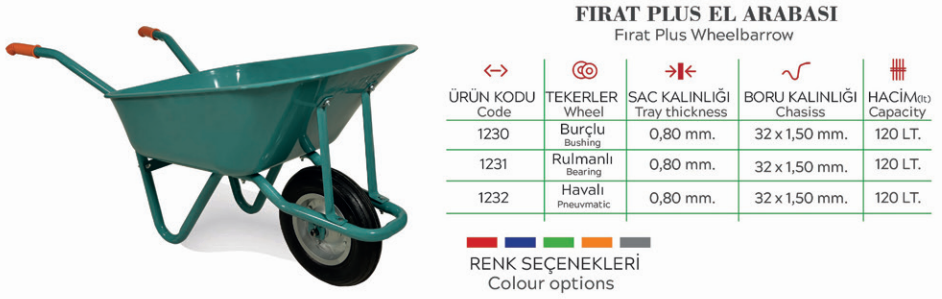 FIRAT PLUS EL ARABASI
Fırat Plus Wheelbarrow
ÜRÜN KODU TEKERLER SAC KALINLIĞI BORU KALINLIĞI HACİM(lt)
Code Wheel Tray thickness Chasiss Capacity
1230 Burçlu 0,80 mm. 32 x 1,50 mm. 120 LT.
Bushing
1231 Rulmanlı 0,80 mm. 32 x 1,50 mm. 120 LT.
Bearing
1232 Havalı 0,80 mm. 32 x 1,50 mm. 120 LT.
Pneuvmatic
RENK SEÇENEKLERİ
Colour options